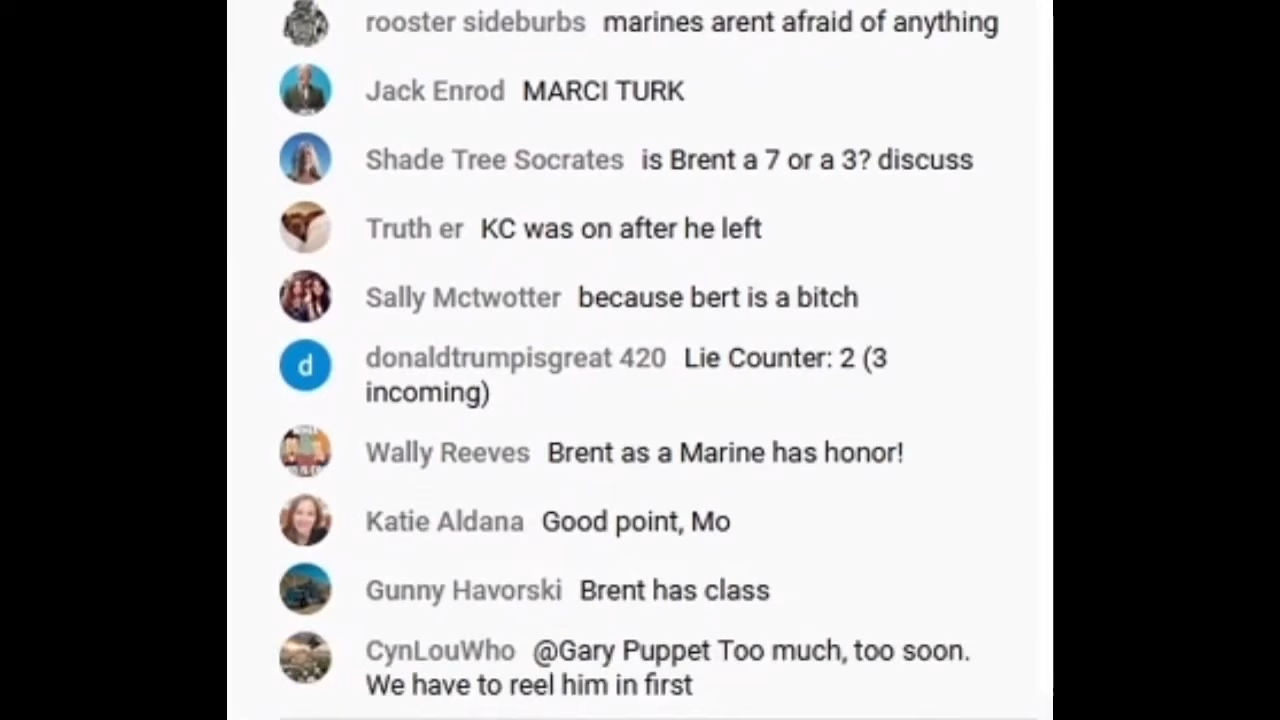 rooster sideburbs marines arent afraid of anything
Jack Enrod MARCI TURK
Shade Tree Socrates is Brent a 7 or a 3? discuss
Truth er KC was on after he left
Sally Mctwotter because bert is a bitch
donaldtrumpisgreat 420 Lie Counter: 2 (3
incoming)
d
Wally Reeves Brent as a Marine has honor!
Katie Aldana Good point, Mo
Gunny Havorski Brent has class
CynLouWho @Gary Puppet Too much, too soon.
We have to reel him in first